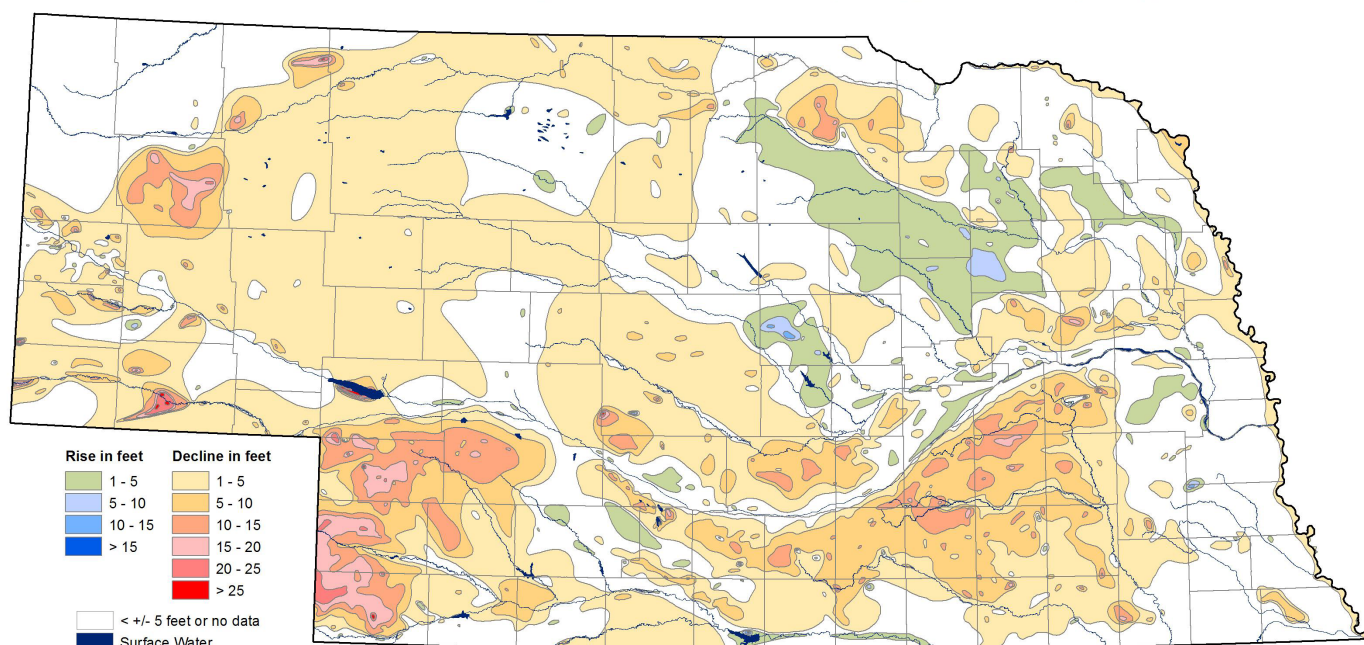 Rise in feet
1 - 5
5 - 10
10 - 15
> 15
Decline in feet
1 - 5
5 - 10
10 - 15
15 - 20
20 - 25
> 25
< +/- 5 feet or no data
Surface Water